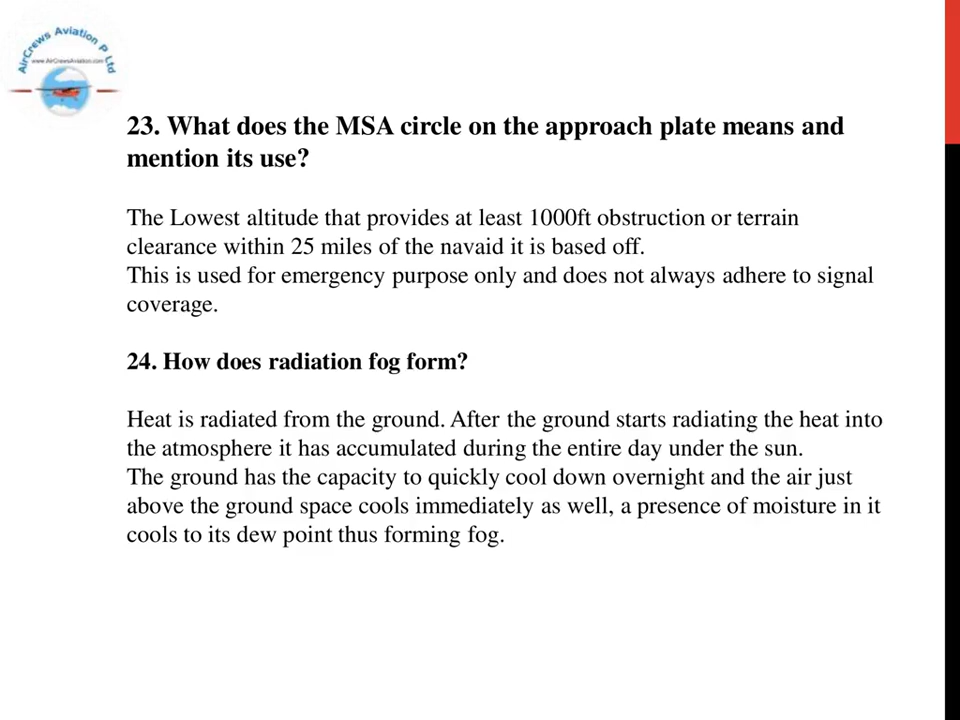 AirCrews Aviation P Ltd
www.AirCrewsAviation.com
23. What does the MSA circle on the approach plate means and
mention its use?
The Lowest altitude that provides at least 1000ft obstruction or terrain
clearance within 25 miles of the navaid it is based off.
This is used for emergency purpose only and does not always adhere to signal
coverage.
24. How does radiation fog form?
Heat is radiated from the ground. After the ground starts radiating the heat into
the atmosphere it has accumulated during the entire day under the sun.
The ground has the capacity to quickly cool down overnight and the air just
above the ground space cools immediately as well, a presence of moisture in it
cools to its dew point thus forming fog.